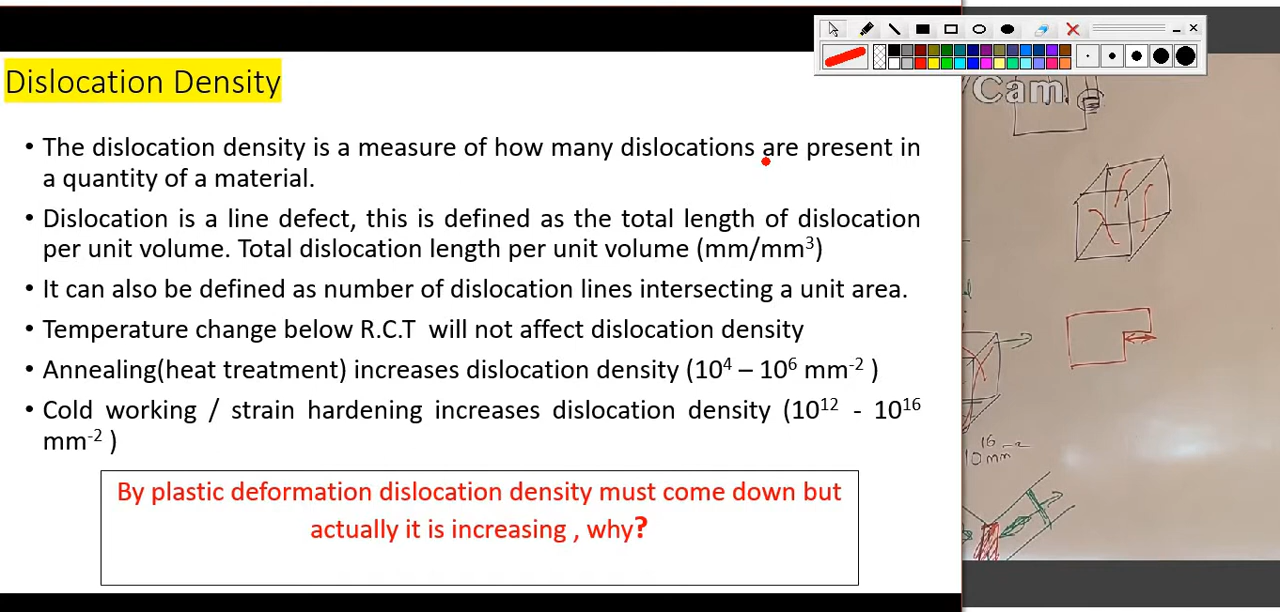 Dislocation Density
• The dislocation density is a measure of how many dislocations are present in
a quantity of a material.
• Dislocation is a line defect, this is defined as the total length of dislocation
per unit volume. Total dislocation length per unit volume (mm/mm³)
• It can also be defined as number of dislocation lines intersecting a unit area.
• Temperature change below R.C.T will not affect dislocation density
• Annealing(heat treatment) increases dislocation density (10⁴ – 10⁶ mm⁻² )
• Cold working / strain hardening increases dislocation density (10¹² - 10¹⁶
mm⁻² )
By plastic deformation dislocation density must come down but
actually it is increasing , why?
Cam
10¹⁶ mm⁻²